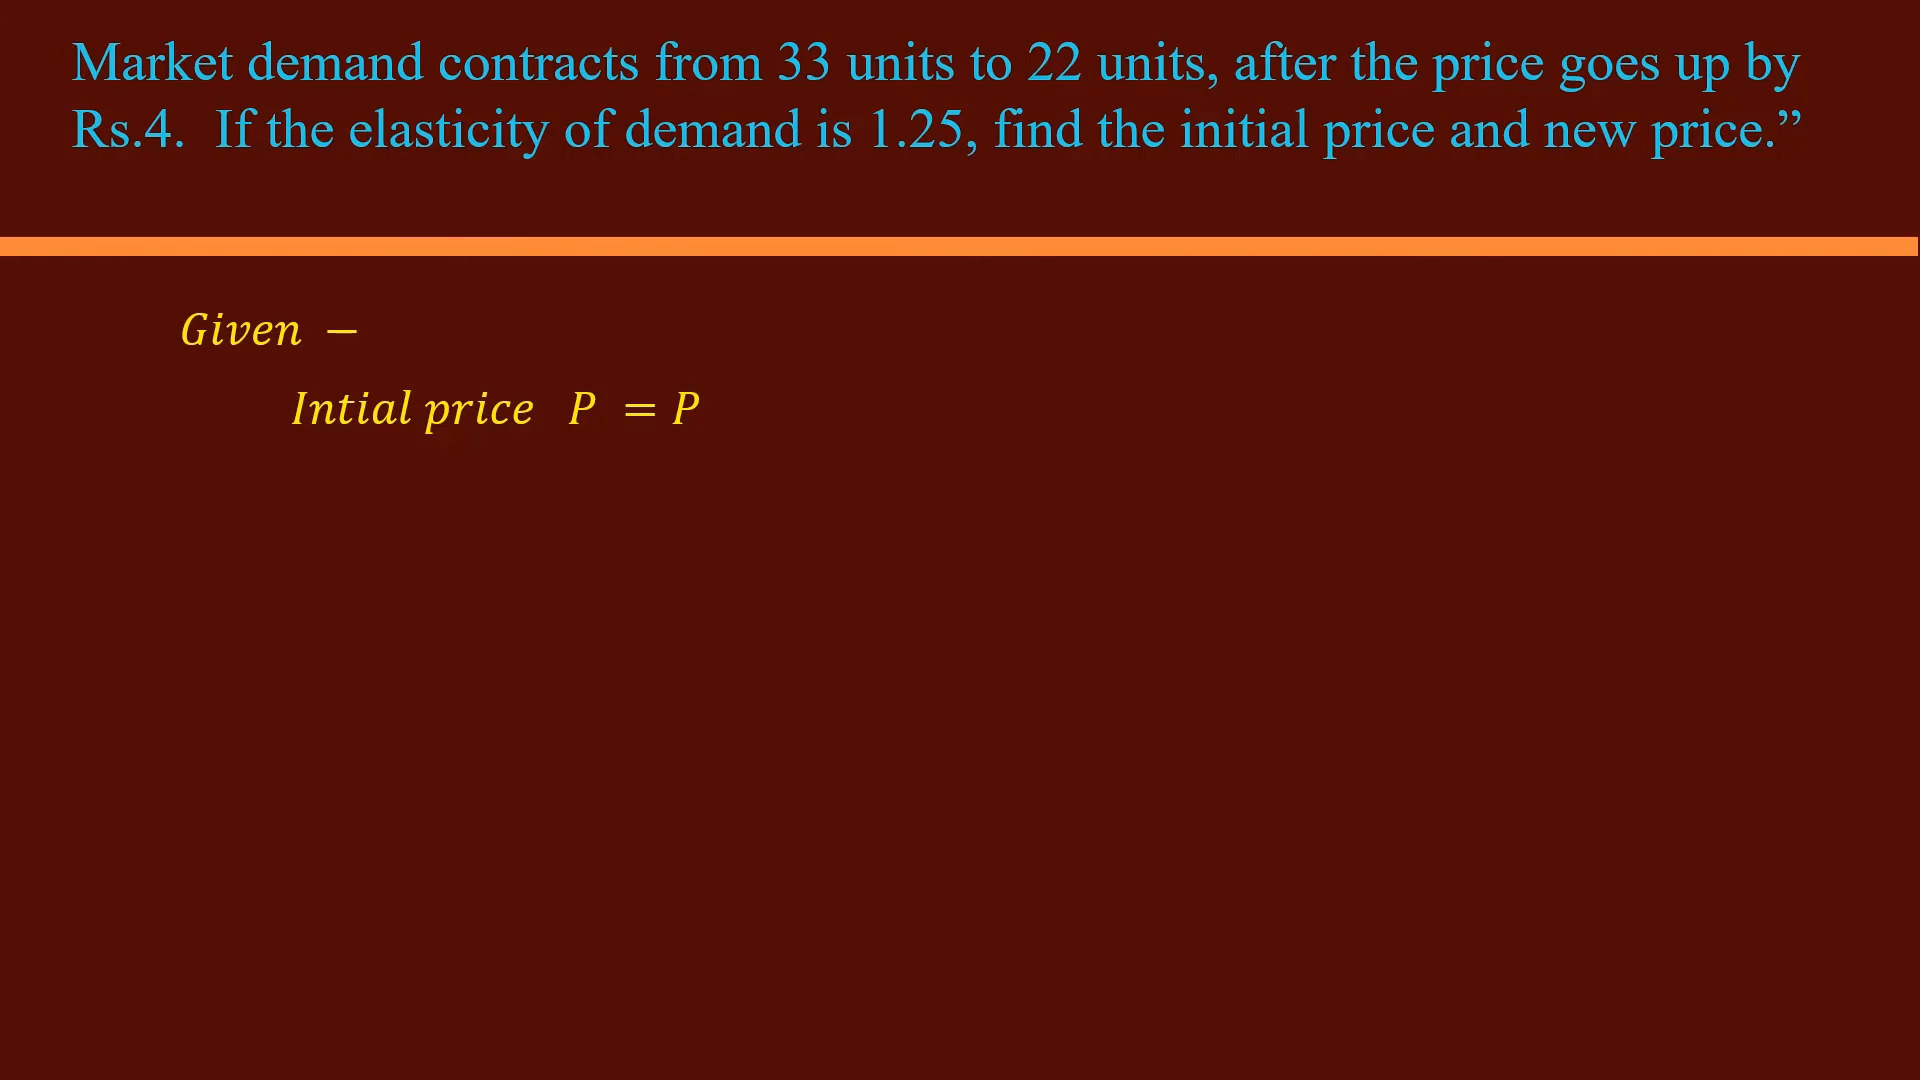 Market demand contracts from 33 units to 22 units, after the price goes up by
Rs.4.  If the elasticity of demand is 1.25, find the initial price and new price.”
Given −
Intial price P = P